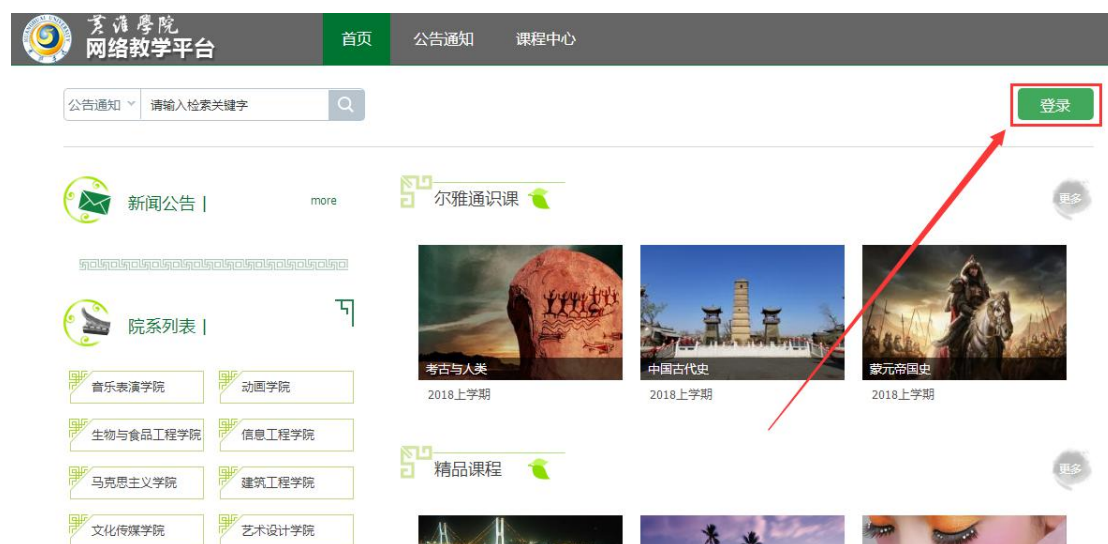 黄淮學院
网络教学平台
首页 公告通知 课程中心
公告通知 请输入检索关键字
登录
新闻公告 | more
尔雅通识课
更多
院系列表 |
考古与人类
2018上学期
中国古代史
2018上学期
蒙元帝国史
2018上学期
音乐表演学院 动画学院
生物与食品工程学院 信息工程学院
马克思主义学院 建筑工程学院
文化传媒学院 艺术设计学院
精品课程
更多